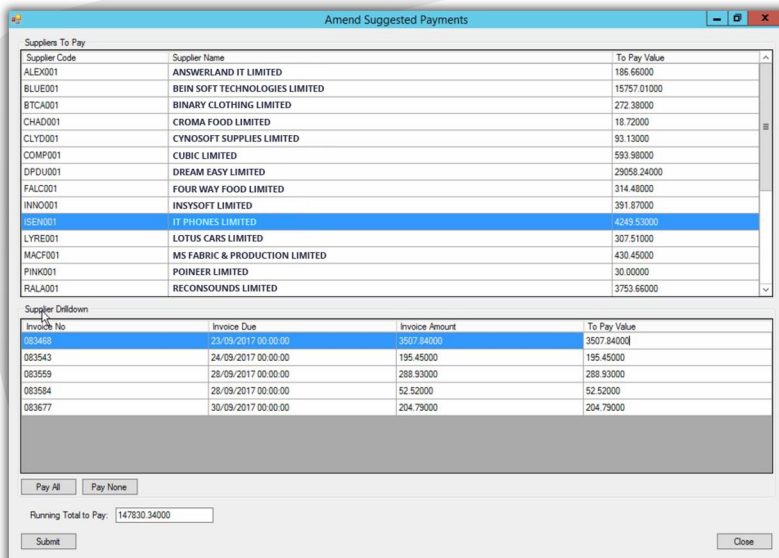 Amend Suggested Payments
Suppliers To Pay
Supplier Code Supplier Name To Pay Value
ALEX001 ANSWERLAND IT LIMITED 186.66000
BLUE001 BEIN SOFT TECHNOLOGIES LIMITED 15757.01000
BTCA001 BINARY CLOTHING LIMITED 272.38000
CHAD001 CROMA FOOD LIMITED 18.72000
CLYD001 CYNOSOFT SUPPLIES LIMITED 93.13000
COMP001 CUBIC LIMITED 593.98000
DPDU001 DREAM EASY LIMITED 29058.24000
FALC001 FOUR WAY FOOD LIMITED 314.48000
INNO001 INSYSOFT LIMITED 391.87000
ISEN001 IT PHONES LIMITED 4249.53000
LYRE001 LOTUS CARS LIMITED 307.51000
MACF001 MS FABRIC & PRODUCTION LIMITED 430.45000
PINK001 POINEER LIMITED 30.00000
RALA001 RECONSOUNDS LIMITED 3753.66000
Supplier Drilldown
Invoice No Invoice Due Invoice Amount To Pay Value
083468 23/09/2017 00:00:00 3507.84000 3507.84000
083543 24/09/2017 00:00:00 195.45000 195.45000
083559 28/09/2017 00:00:00 288.93000 288.93000
083584 28/09/2017 00:00:00 52.52000 52.52000
083677 30/09/2017 00:00:00 204.79000 204.79000
Pay All Pay None
Running Total to Pay: 147830.34000
Submit Close